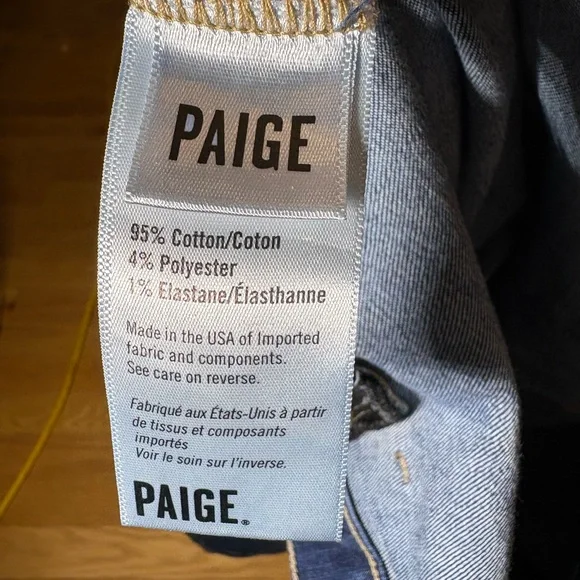 PAIGE
95% Cotton/Coton
4% Polyester
1% Elastane/Élasthanne
Made in the USA of Imported
fabric and components.
See care on reverse.
Fabriqué aux États-Unis à partir
de tissus et composants
importés
Voir le soin sur l'inverse.
PAIGE®